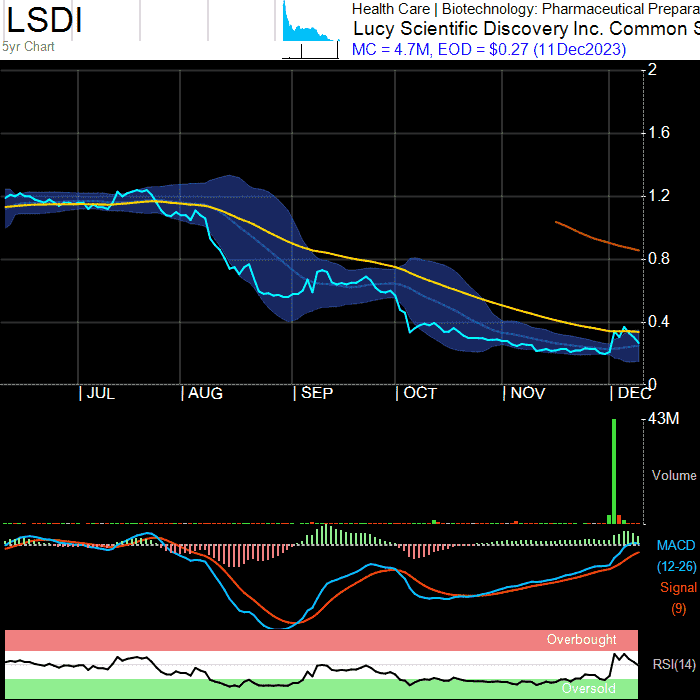 LSDI
5yr Chart
Health Care | Biotechnology: Pharmaceutical Prepara
Lucy Scientific Discovery Inc. Common S
MC = 4.7M, EOD = $0.27 (11Dec2023)
2
1.6
1.2
0.8
0.4
0
| JUL | AUG | SEP | OCT | NOV | DEC
43M
Volume
MACD
(12-26)
Signal
(9)
Overbought
RSI(14)
Oversold